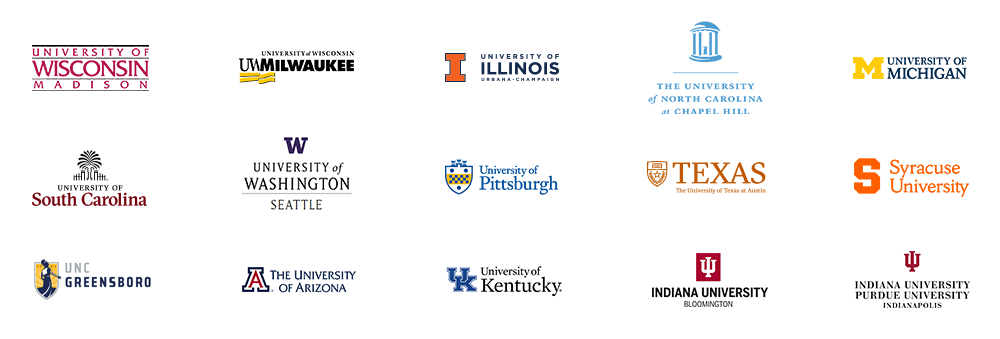 UNIVERSITY OF
WISCONSIN
MADISON
UNIVERSITY of WISCONSIN
UWMILWAUKEE
I
UNIVERSITY OF
ILLINOIS
URBANA-CHAMPAIGN
THE UNIVERSITY
of NORTH CAROLINA
at CHAPEL HILL
M
UNIVERSITY OF
MICHIGAN
UNIVERSITY OF
South Carolina
W
UNIVERSITY of
WASHINGTON
SEATTLE
University of
Pittsburgh
TEXAS
The University of Texas at Austin
S
Syracuse
University
UNC
GREENSBORO
A
THE UNIVERSITY
OF ARIZONA
UK
University of
Kentucky.
INDIANA UNIVERSITY
BLOOMINGTON
INDIANA UNIVERSITY
PURDUE UNIVERSITY
INDIANAPOLIS